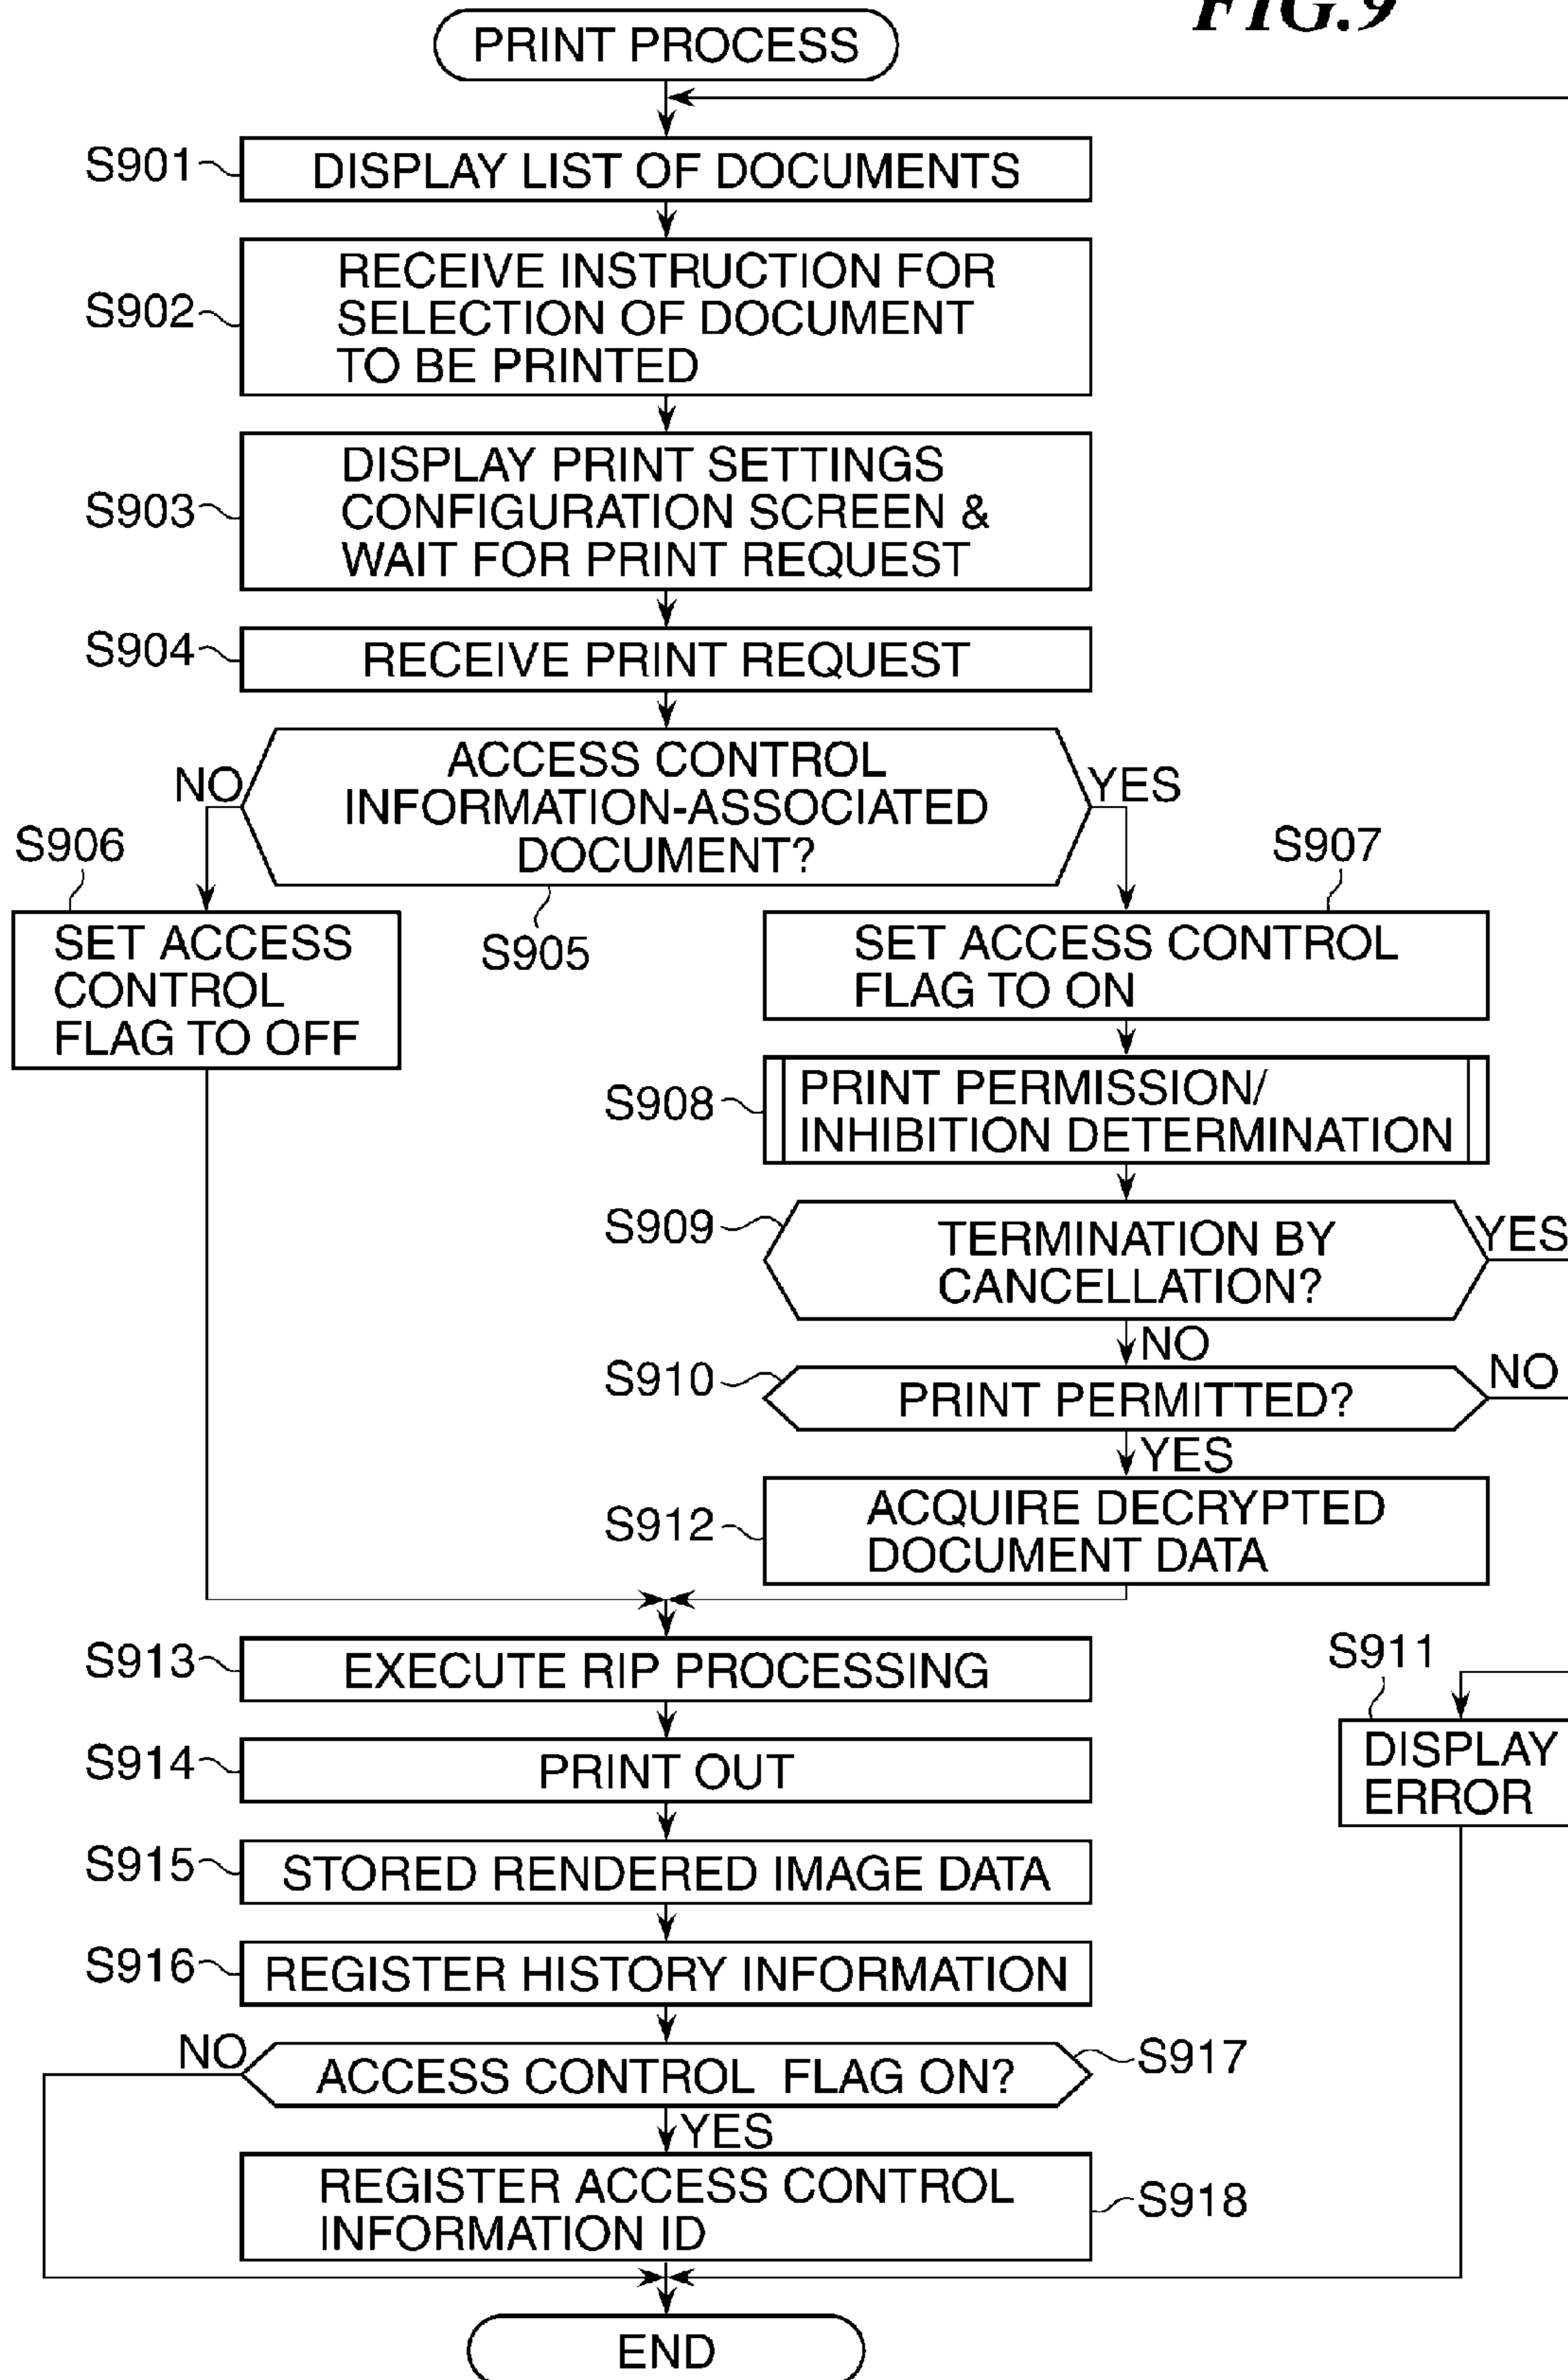 FIG.9
PRINT PROCESS
S901
DISPLAY LIST OF DOCUMENTS
S902
RECEIVE INSTRUCTION FOR
SELECTION OF DOCUMENT
TO BE PRINTED
S903
DISPLAY PRINT SETTINGS
CONFIGURATION SCREEN &
WAIT FOR PRINT REQUEST
S904
RECEIVE PRINT REQUEST
NO
ACCESS CONTROL
INFORMATION-ASSOCIATED
DOCUMENT?
YES
S905
S906
SET ACCESS
CONTROL
FLAG TO OFF
S907
SET ACCESS CONTROL
FLAG TO ON
S908
PRINT PERMISSION/
INHIBITION DETERMINATION
S909
TERMINATION BY
CANCELLATION?
YES
NO
S910
PRINT PERMITTED?
NO
YES
S912
ACQUIRE DECRYPTED
DOCUMENT DATA
S913
EXECUTE RIP PROCESSING
S911
DISPLAY
ERROR
S914
PRINT OUT
S915
STORED RENDERED IMAGE DATA
S916
REGISTER HISTORY INFORMATION
NO
ACCESS CONTROL FLAG ON?
S917
YES
REGISTER ACCESS CONTROL
INFORMATION ID
S918
END